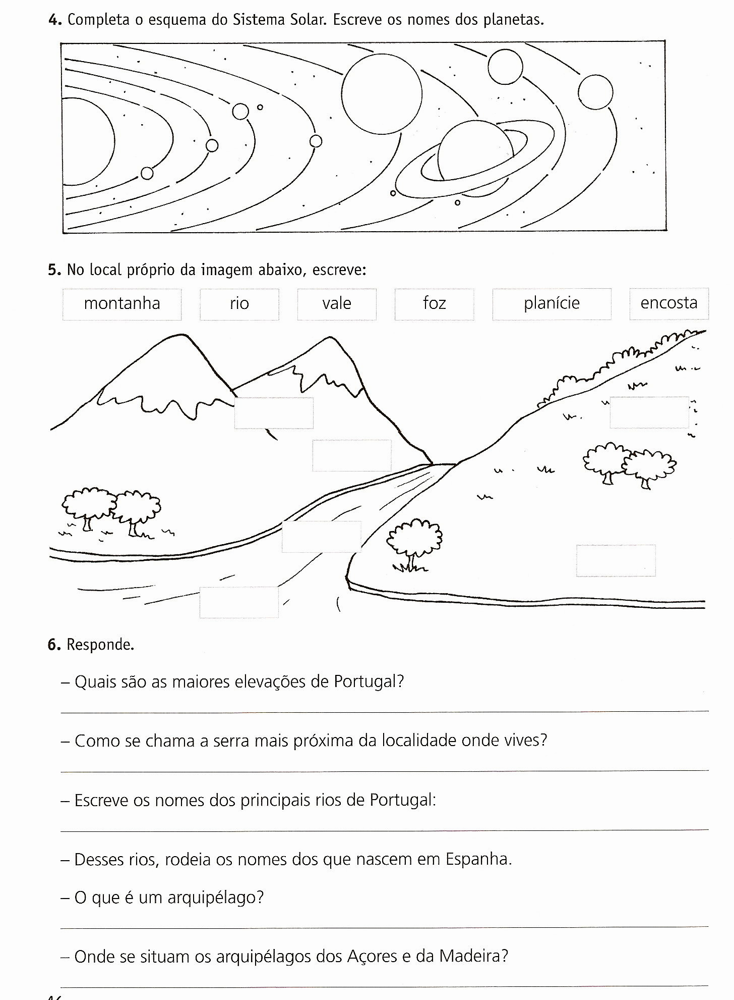 4. Completa o esquema do Sistema Solar. Escreve os nomes dos planetas.
5. No local próprio da imagem abaixo, escreve:
montanha rio vale foz planície encosta
6. Responde.
– Quais são as maiores elevações de Portugal?
– Como se chama a serra mais próxima da localidade onde vives?
– Escreve os nomes dos principais rios de Portugal:
– Desses rios, rodeia os nomes dos que nascem em Espanha.
– O que é um arquipélago?
– Onde se situam os arquipélagos dos Açores e da Madeira?